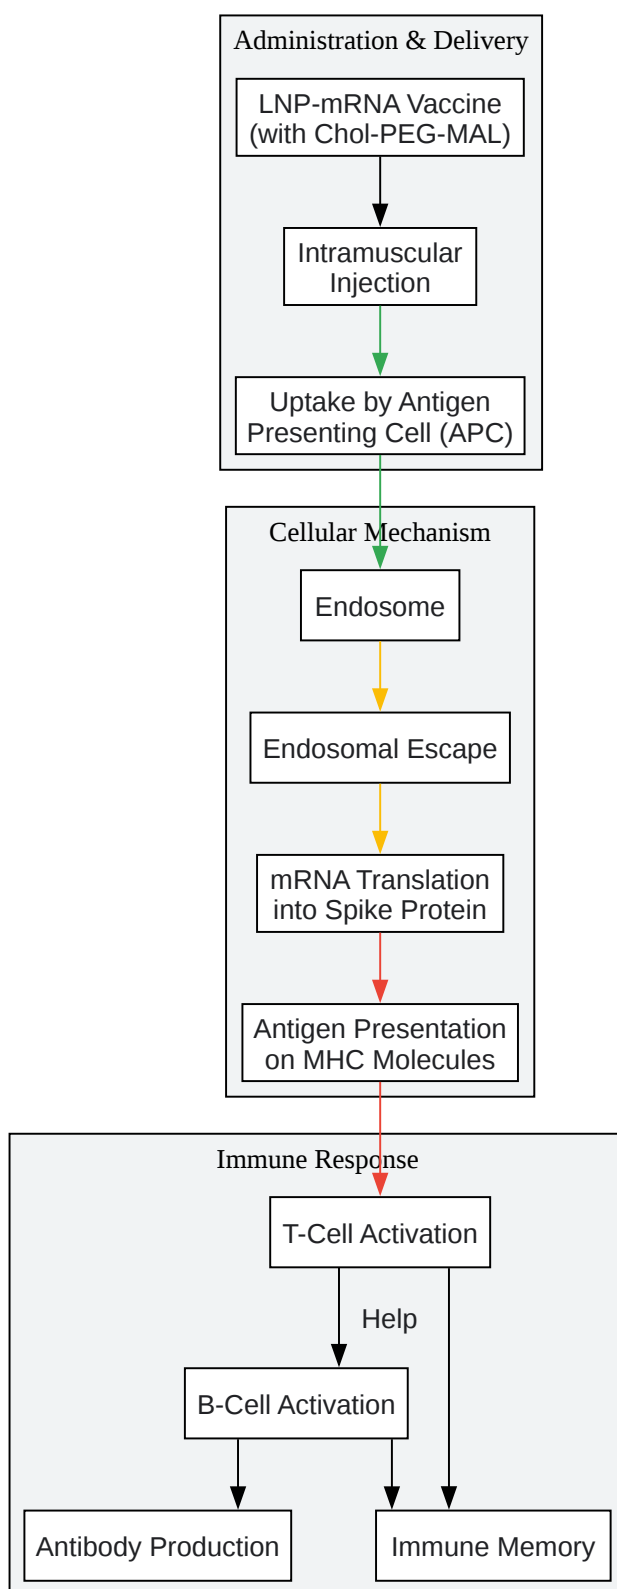 Administration & Delivery
LNP-mRNA Vaccine
(with Chol-PEG-MAL)
Intramuscular
Injection
Uptake by Antigen
Presenting Cell (APC)
Cellular Mechanism
Endosome
Endosomal Escape
mRNA Translation
into Spike Protein
Antigen Presentation
on MHC Molecules
Immune Response
T-Cell Activation
Help
B-Cell Activation
Antibody Production
Immune Memory